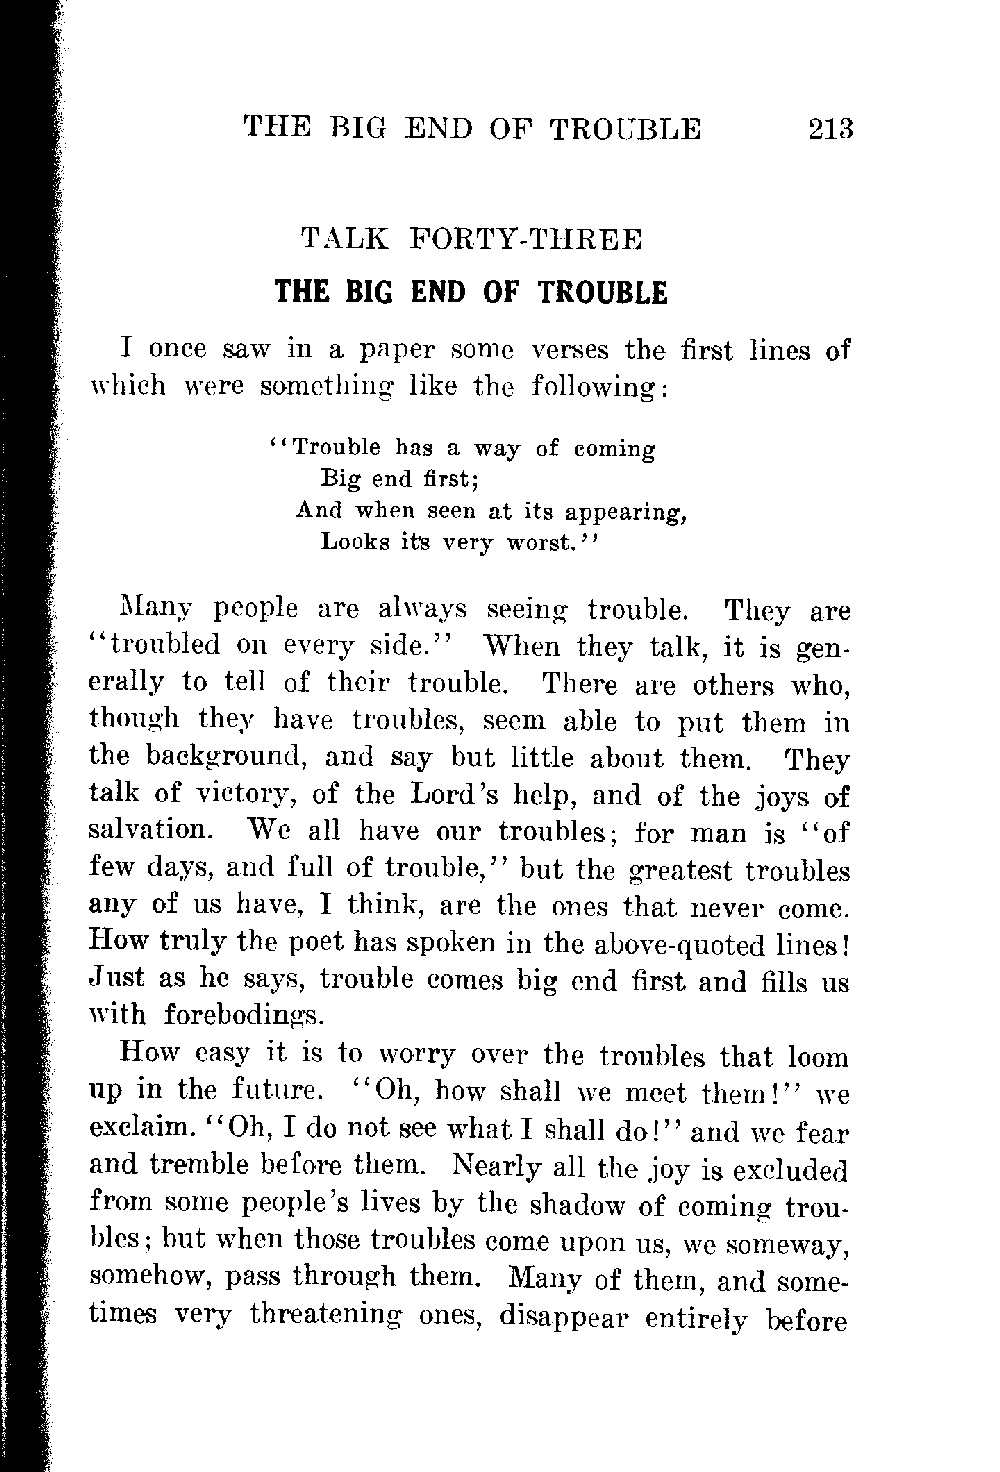 THE BIG END OF TROUBLE 213
TALK FORTY-THREE
THE BIG END OF TROUBLE
I once saw in a paper some verses the first lines of
which were something like the following:
"Trouble has a way of coming
Big end first;
And when seen at its appearing,
Looks its very worst."
Many people are always seeing trouble. They are
"troubled on every side." When they talk, it is gen-
erally to tell of their trouble. There are others who,
though they have troubles, seem able to put them in
the background, and say but little about them. They
talk of victory, of the Lord's help, and of the joys of
salvation. We all have our troubles; for man is "of
few days, and full of trouble," but the greatest troubles
any of us have, I think, are the ones that never come.
How truly the poet has spoken in the above-quoted lines!
Just as he says, trouble comes big end first and fills us
with forebodings.
How easy it is to worry over the troubles that loom
up in the future. "Oh, how shall we meet them!" we
exclaim. "Oh, I do not see what I shall do!" and we fear
and tremble before them. Nearly all the joy is excluded
from some people's lives by the shadow of coming trou-
bles; but when those troubles come upon us, we someway,
somehow, pass through them. Many of them, and some-
times very threatening ones, disappear entirely before